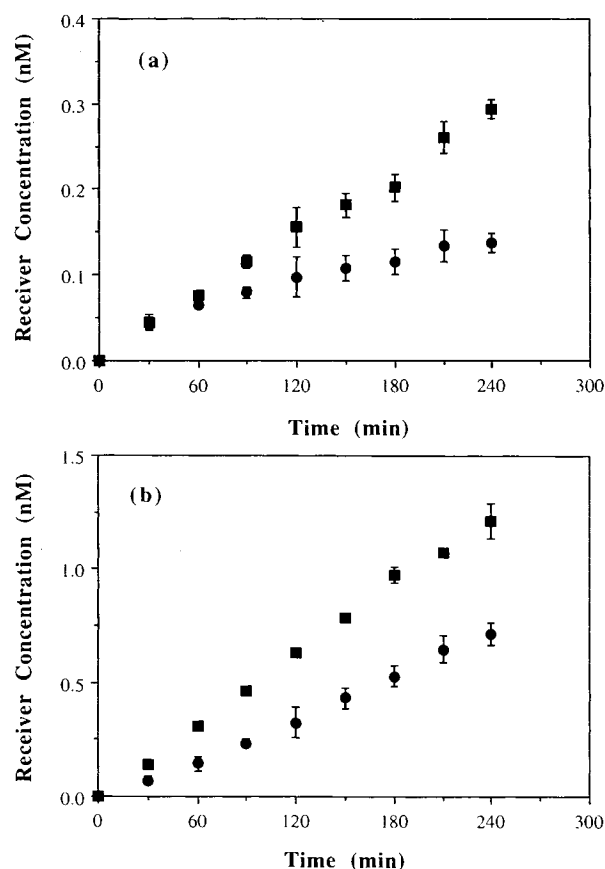 (a)
Receiver Concentration (nM)
0.4
0.3
0.2
0.1
0.0
0 60 120 180 240 300
Time (min)
(b)
Receiver Concentration (nM)
1.5
1.0
0.5
0.0
0 60 120 180 240 300
Time (min)